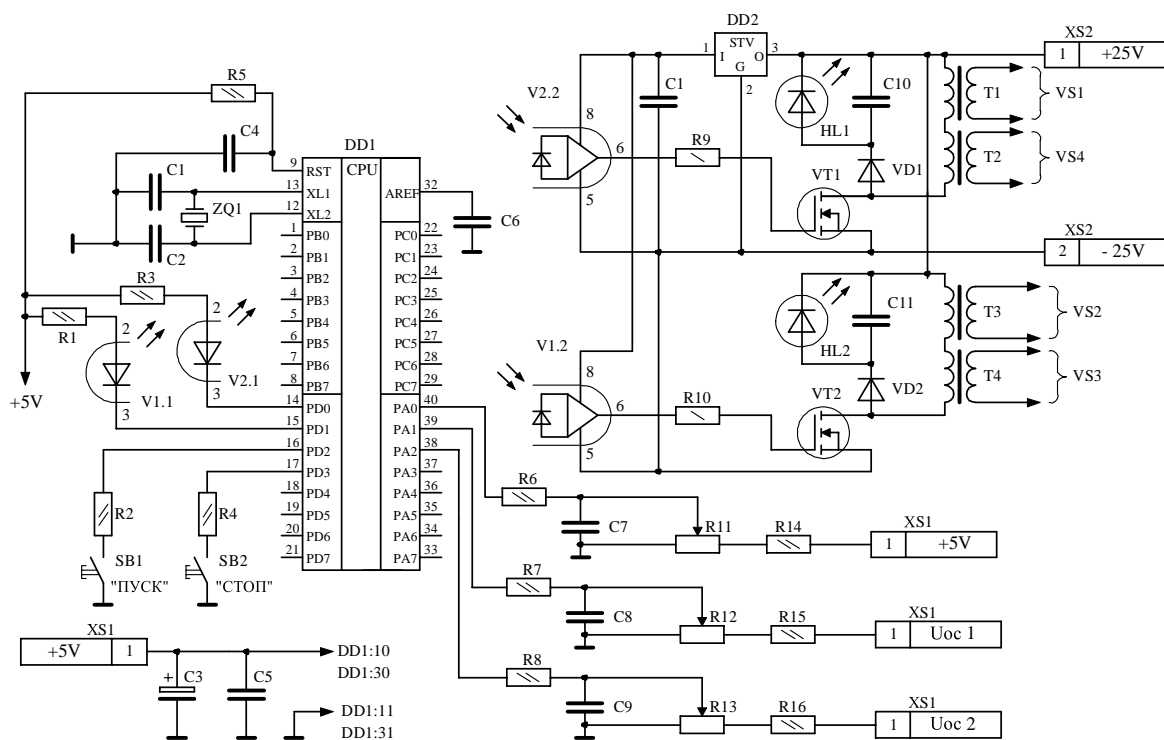 DD2
XS2
1 I STV O 3
G
2
1 +25V
R5
V2.2
8
C1
HL1
C10
T1
VS1
C4
DD1
6
R9
VD1
T2
VS4
C1
9 RST CPU
13 XL1
AREF 32
ZQ1
12 XL2
C6
VT1
5
XS2
2 - 25V
C2
1 PB0 PC0 22
2 PB1 PC1 23
3 PB2 PC2 24
4 PB3 PC3 25
5 PB4 PC4 26
6 PB5 PC5 27
7 PB6 PC6 28
8 PB7 PC7 29
14 PD0 PA0 40
15 PD1 PA1 39
16 PD2 PA2 38
17 PD3 PA3 37
18 PD4 PA4 36
19 PD5 PA5 35
20 PD6 PA6 34
21 PD7 PA7 33
R3
R1
2
2
V2.1
3
V1.1
3
+5V
HL2
C11
T3
VS2
V1.2
8
6
R10
VD2
T4
VS3
VT2
5
R2
R4
SB1
"ПУСК"
SB2
"СТОП"
R6
C7
R11
R14
XS1
1 +5V
R7
C8
R12
R15
XS1
1 Uос 1
R8
C9
R13
R16
XS1
1 Uос 2
XS1
+5V 1
+ C3
C5
DD1:10
DD1:30
DD1:11
DD1:31